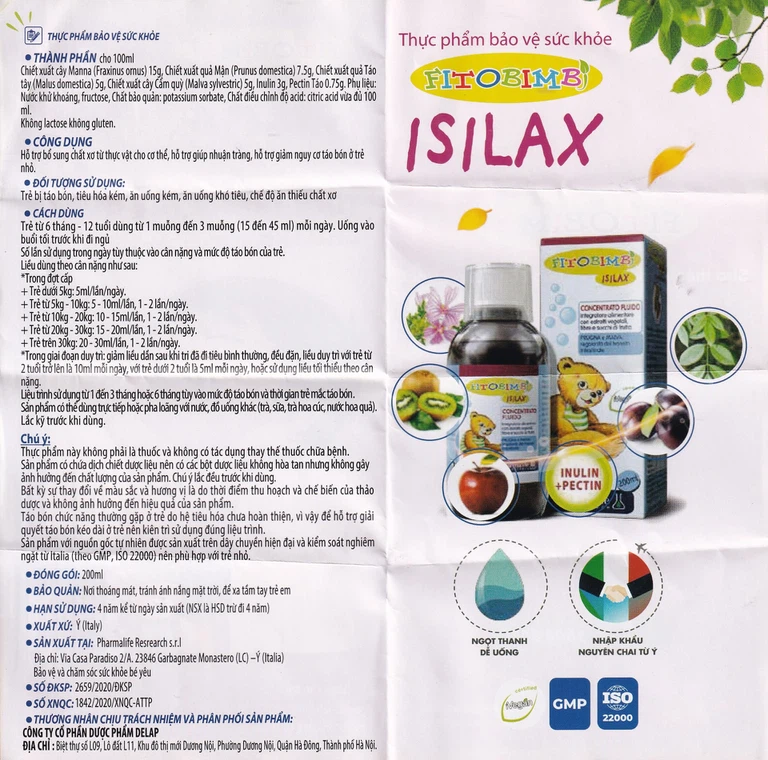 THỰC PHẨM BẢO VỆ SỨC KHỎE
• THÀNH PHẦN cho 100ml
Chiết xuất cây Manna (Fraxinus ornus) 15g, Chiết xuất quả Mận (Prunus domestica) 7.5g, Chiết xuất quả Táo
tây (Malus domestica) 5g, Chiết xuất cây Cẩm quỳ (Malva sylvestric) 5g, Inulin 3g, Pectin Táo 0.75g. Phụ liệu:
Nước khử khoáng, fructose, Chất bảo quản: potassium sorbate, Chất điều chỉnh độ acid: citric acid vừa đủ 100
ml.
Không lactose không gluten.
• CÔNG DỤNG
Hỗ trợ bổ sung chất xơ từ thực vật cho cơ thể, hỗ trợ giúp nhuận tràng, hỗ trợ giảm nguy cơ táo bón ở trẻ
nhỏ.
• ĐỐI TƯỢNG SỬ DỤNG:
Trẻ bị táo bón, tiêu hóa kém, ăn uống kém, ăn uống khó tiêu, chế độ ăn thiếu chất xơ
• CÁCH DÙNG
Trẻ từ 6 tháng - 12 tuổi dùng từ 1 muỗng đến 3 muỗng (15 đến 45 ml) mỗi ngày. Uống vào
buổi tối trước khi đi ngủ
Số lần sử dụng trong ngày tùy thuộc vào cân nặng và mức độ táo bón của trẻ.
Liều dùng theo cân nặng như sau:
*Trong đợt cấp
+ Trẻ dưới 5kg: 5ml/lần/ngày.
+ Trẻ từ 5kg - 10kg: 5 - 10ml/lần, 1 - 2 lần/ngày.
+ Trẻ từ 10kg - 20kg: 10 - 15ml/lần, 1 - 2 lần/ngày.
+ Trẻ từ 20kg - 30kg: 15 - 20ml/lần, 1 - 2 lần/ngày.
+ Trẻ trên 30kg: 20 - 30ml/lần, 1 - 2 lần/ngày.
*Trong giai đoạn duy trì: giảm liều dần sau khi trẻ đã đi tiêu bình thường, đều đặn, liều duy trì với trẻ từ
2 tuổi trở lên là 10ml mỗi ngày, với trẻ dưới 2 tuổi là 5ml mỗi ngày, hoặc sử dụng liều tối thiểu theo cân
nặng.
Liệu trình sử dụng từ 1 đến 3 tháng hoặc 6 tháng tùy vào mức độ táo bón và thời gian trẻ mắc táo bón.
Sản phẩm có thể dùng trực tiếp hoặc pha loãng với nước, đồ uống khác (trà, sữa, trà hoa cúc, nước hoa quả).
Lắc kỹ trước khi dùng.
Chú ý:
Thực phẩm này không phải là thuốc và không có tác dụng thay thế thuốc chữa bệnh.
Sản phẩm có chứa dịch chiết dược liệu nên có các bột dược liệu không hòa tan nhưng không gây
ảnh hưởng đến chất lượng của sản phẩm. Chú ý lắc đều trước khi dùng.
Bất kỳ sự thay đổi về màu sắc và hương vị là do thời điểm thu hoạch và chế biến của thảo
dược và không ảnh hưởng đến hiệu quả của sản phẩm.
Táo bón chức năng thường gặp ở trẻ do hệ tiêu hóa chưa hoàn thiện, vì vậy để hỗ trợ giải
quyết táo bón kéo dài ở trẻ nên kiên trì sử dụng đúng liệu trình.
Sản phẩm với nguồn gốc tự nhiên được sản xuất trên dây chuyền hiện đại và kiểm soát nghiêm
ngặt từ Italia (theo GMP, ISO 22000) nên phù hợp với trẻ nhỏ.
• ĐÓNG GÓI: 200ml
• BẢO QUẢN: Nơi thoáng mát, tránh ánh nắng mặt trời, để xa tầm tay trẻ em
• HẠN SỬ DỤNG: 4 năm kể từ ngày sản xuất (NSX là HSD trừ đi 4 năm)
• XUẤT XỨ: Ý (Italy)
• SẢN XUẤT TẠI: Pharmalife Resrearch s.r.l
Địa chỉ: Via Casa Paradiso 2/A. 23846 Garbagnate Monastero (LC) –Ý (Italia)
Bảo vệ và chăm sóc sức khỏe bé yêu
• SỐ ĐKSP: 2659/2020/ĐKSP
• SỐ XNQC: 1842/2020/XNQC-ATTP
• THƯƠNG NHÂN CHỊU TRÁCH NHIỆM VÀ PHÂN PHỐI SẢN PHẨM:
CÔNG TY CỔ PHẦN DƯỢC PHẨM DELAP
ĐỊA CHỈ : Biệt thự số L09, Lô đất L11, Khu đô thị mới Dương Nội, Phường Dương Nội, Quận Hà Đông, Thành phố Hà Nội.
Thực phẩm bảo vệ sức khỏe
FITOBIMBI
ISILAX
FITOBIMBI
ISILAX
CONCENTRATO FLUIDO
Integratore alimentare
con estratti vegetali,
fibre e succhi di frutta
FITOBIMBI
ISILAX
CONCENTRATO
FLUIDO
200ml
INULIN
+PECTIN
NGỌT THANH
DỄ UỐNG
NHẬP KHẨU
NGUYÊN CHAI TỪ Ý
Vegan
GMP
ISO
22000